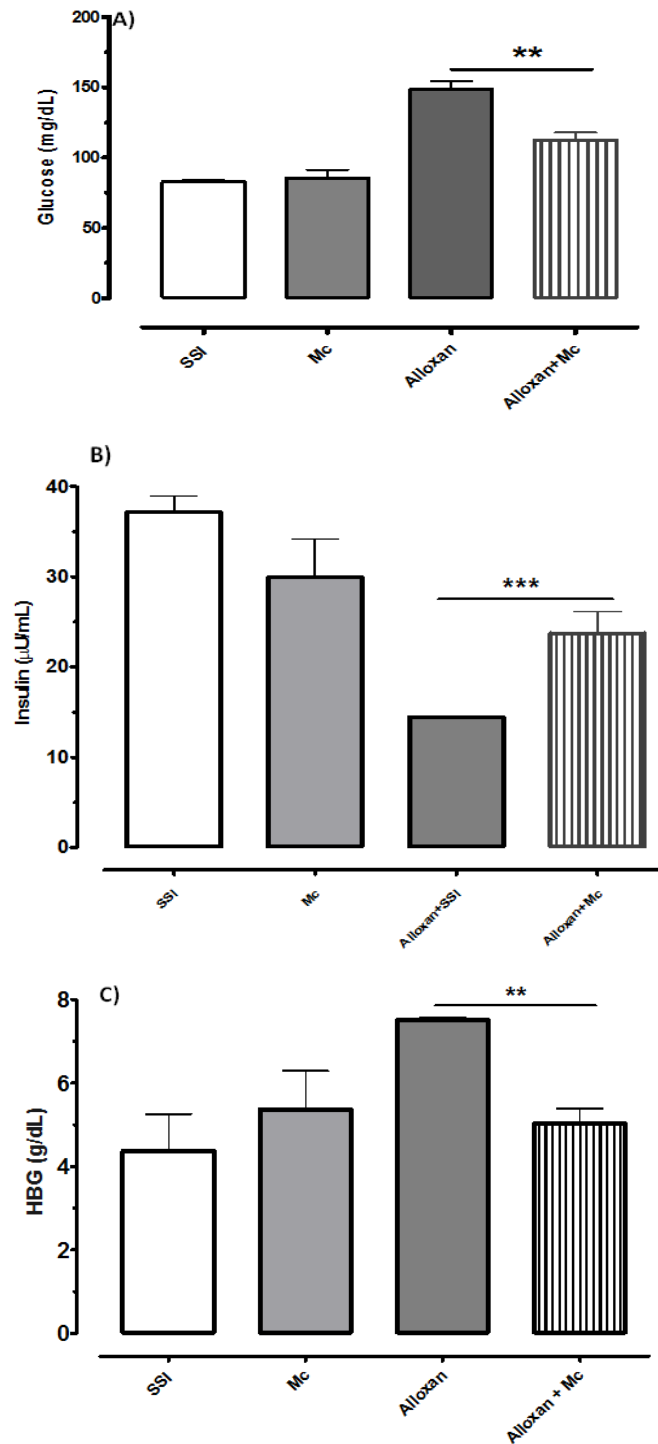 A)
200
150
100
50
0
Glucose (mg/dL)
**
SSI
Mc
Alloxan
Alloxan+Mc
B)
40
30
20
10
0
Insulin (μU/mL)
***
SSI
Mc
Alloxan+SSI
Alloxan+Mc
C)
8
6
4
2
0
HBG (g/dL)
**
SSI
Mc
Alloxan
Alloxan + Mc